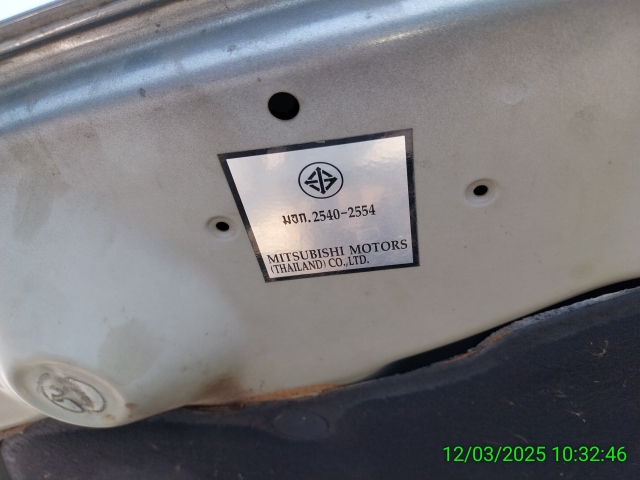 มอก.2540-2554
MITSUBISHI MOTORS
(THAILAND) CO.,LTD.
12/03/2025 10:32:46